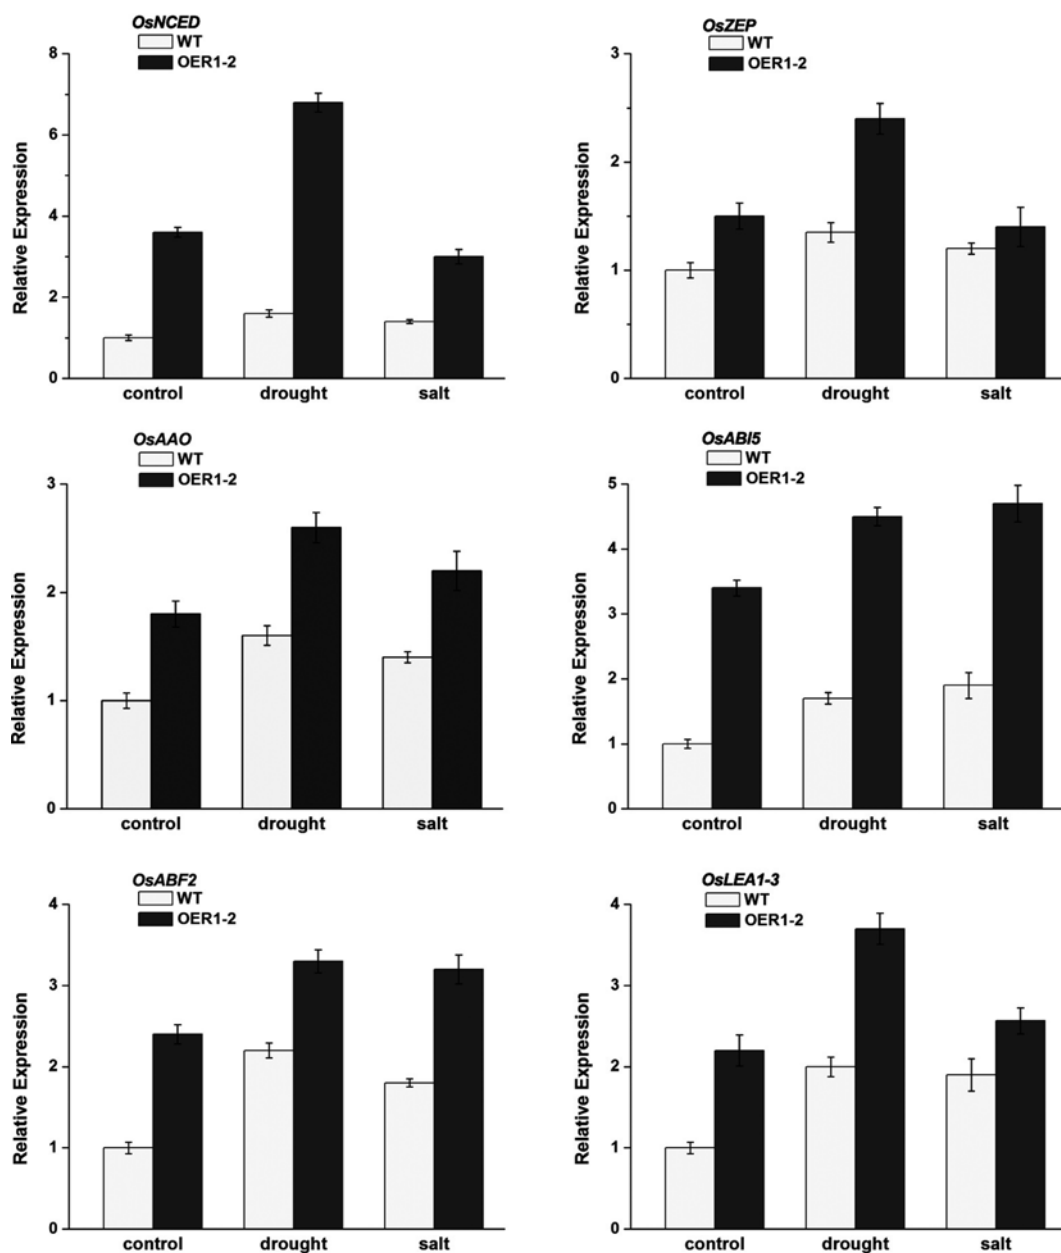 OsNCED
WT
OER1-2
8
6
4
2
0
Relative Expression
control drought salt
OsZEP
WT
OER1-2
3
2
1
0
Relative Expression
control drought salt
OsAAO
WT
OER1-2
3
2
1
0
Relative Expression
control drought salt
OsABI5
WT
OER1-2
5
4
3
2
1
0
Relative Expression
control drought salt
OsABF2
WT
OER1-2
4
3
2
1
0
Relative Expression
control drought salt
OsLEA1-3
WT
OER1-2
4
3
2
1
0
Relative Expression
control drought salt